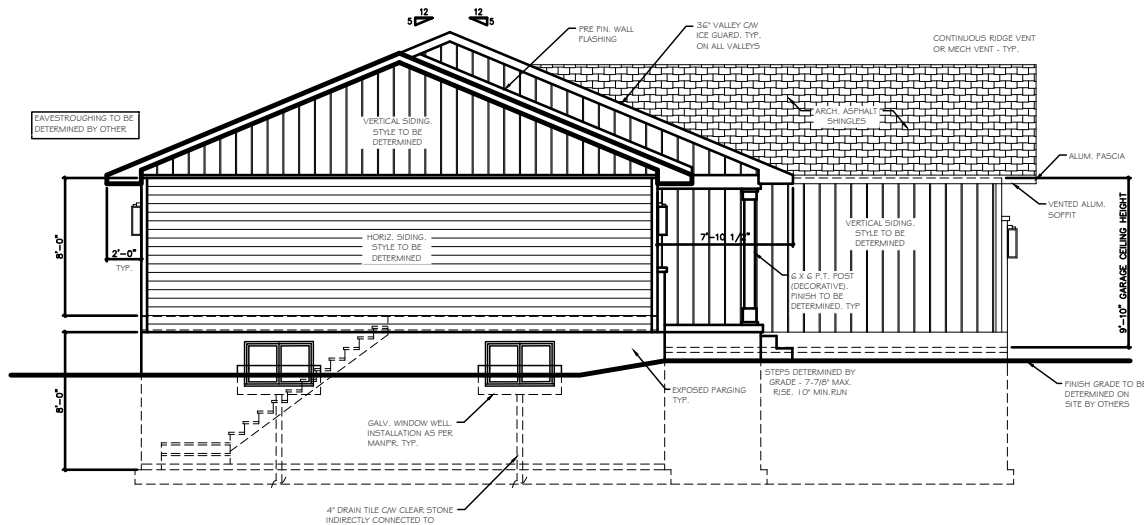 12
5
12
5
PRE FIN. WALL
FLASHING
36" VALLEY C/W
ICE GUARD. TYP.
ON ALL VALLEYS
CONTINUOUS RIDGE VENT
OR MECH VENT - TYP.
EAVESTROUGHING TO BE
DETERMINED BY OTHER
VERTICAL SIDING.
STYLE TO BE
DETERMINED
ARCH. ASPHALT
SHINGLES
ALUM. FASCIA
VENTED ALUM.
SOFFIT
8'-0"
2'-0"
TYP.
HORIZ. SIDING.
STYLE TO BE
DETERMINED
7'-10 1/2"
VERTICAL SIDING.
STYLE TO BE
DETERMINED
6 X 6 P.T. POST
(DECORATIVE).
FINISH TO BE
DETERMINED. TYP
9'-10" GARAGE CEILING HEIGHT
8'-0"
STEPS DETERMINED BY
GRADE - 7-7/8" MAX.
RISE. 10" MIN.RUN
EXPOSED PARGING
TYP.
FINISH GRADE TO BE
DETERMINED ON
SITE BY OTHERS
GALV. WINDOW WELL.
INSTALLATION AS PER
MANFR. TYP.
4" DRAIN TILE C/W CLEAR STONE
INDIRECTLY CONNECTED TO